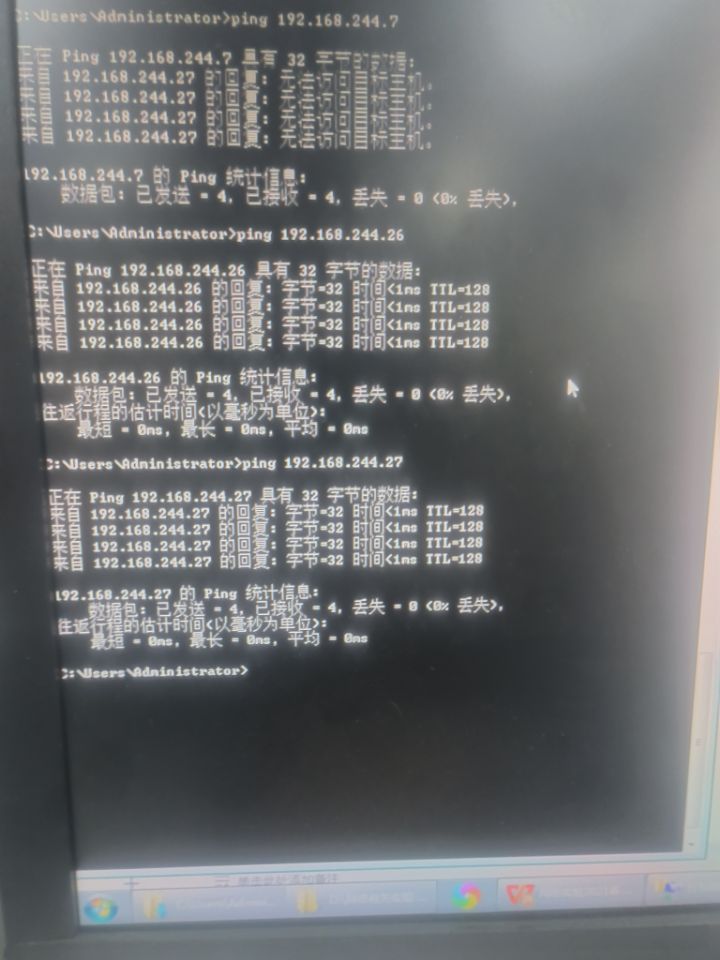 C:\Users\Administrator>ping 192.168.244.7
正在 Ping 192.168.244.7 具有 32 字节的数据:
来自 192.168.244.27 的回复: 无法访问目标主机。
来自 192.168.244.27 的回复: 无法访问目标主机。
来自 192.168.244.27 的回复: 无法访问目标主机。
来自 192.168.244.27 的回复: 无法访问目标主机。
192.168.244.7 的 Ping 统计信息:
数据包: 已发送 = 4, 已接收 = 4, 丢失 = 0 (0% 丢失),
C:\Users\Administrator>ping 192.168.244.26
正在 Ping 192.168.244.26 具有 32 字节的数据:
来自 192.168.244.26 的回复: 字节=32 时间<1ms TTL=128
来自 192.168.244.26 的回复: 字节=32 时间<1ms TTL=128
来自 192.168.244.26 的回复: 字节=32 时间<1ms TTL=128
来自 192.168.244.26 的回复: 字节=32 时间<1ms TTL=128
192.168.244.26 的 Ping 统计信息:
数据包: 已发送 = 4, 已接收 = 4, 丢失 = 0 (0% 丢失),
往返行程的估计时间(以毫秒为单位):
最短 = 0ms, 最长 = 0ms, 平均 = 0ms
C:\Users\Administrator>ping 192.168.244.27
正在 Ping 192.168.244.27 具有 32 字节的数据:
来自 192.168.244.27 的回复: 字节=32 时间<1ms TTL=128
来自 192.168.244.27 的回复: 字节=32 时间<1ms TTL=128
来自 192.168.244.27 的回复: 字节=32 时间<1ms TTL=128
来自 192.168.244.27 的回复: 字节=32 时间<1ms TTL=128
192.168.244.27 的 Ping 统计信息:
数据包: 已发送 = 4, 已接收 = 4, 丢失 = 0 (0% 丢失),
往返行程的估计时间(以毫秒为单位):
最短 = 0ms, 最长 = 0ms, 平均 = 0ms
C:\Users\Administrator>
单击此处添加备注